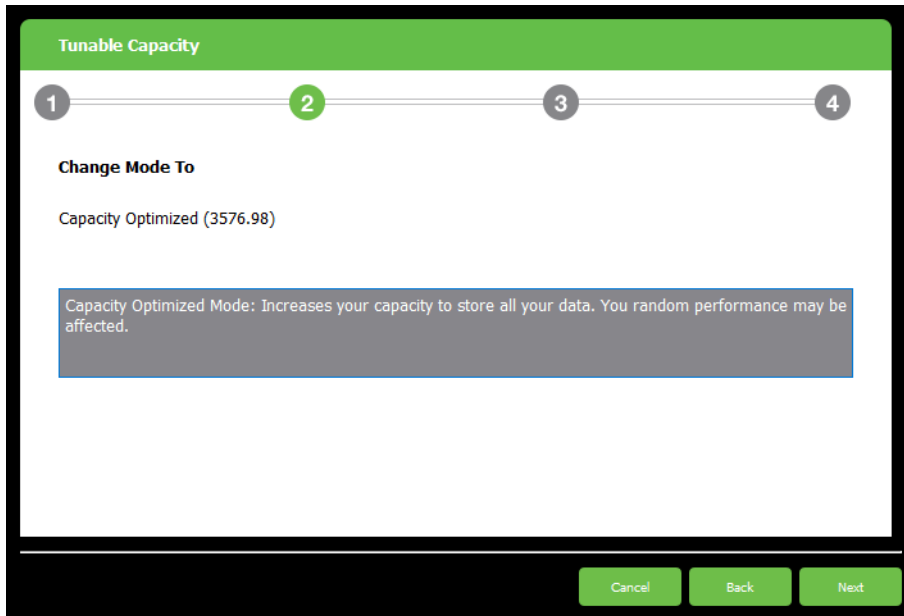 Tunable Capacity
1 2 3 4
Change Mode To
Capacity Optimized (3576.98)
Capacity Optimized Mode: Increases your capacity to store all your data. You random performance may be
affected.
Cancel Back Next